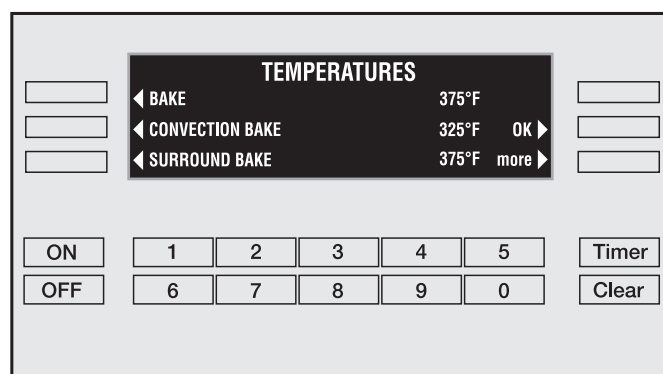 TEMPERATURES
BAKE 375°F
CONVECTION BAKE 325°F OK
SURROUND BAKE 375°F more
ON 1 2 3 4 5 Timer
OFF 6 7 8 9 0 Clear